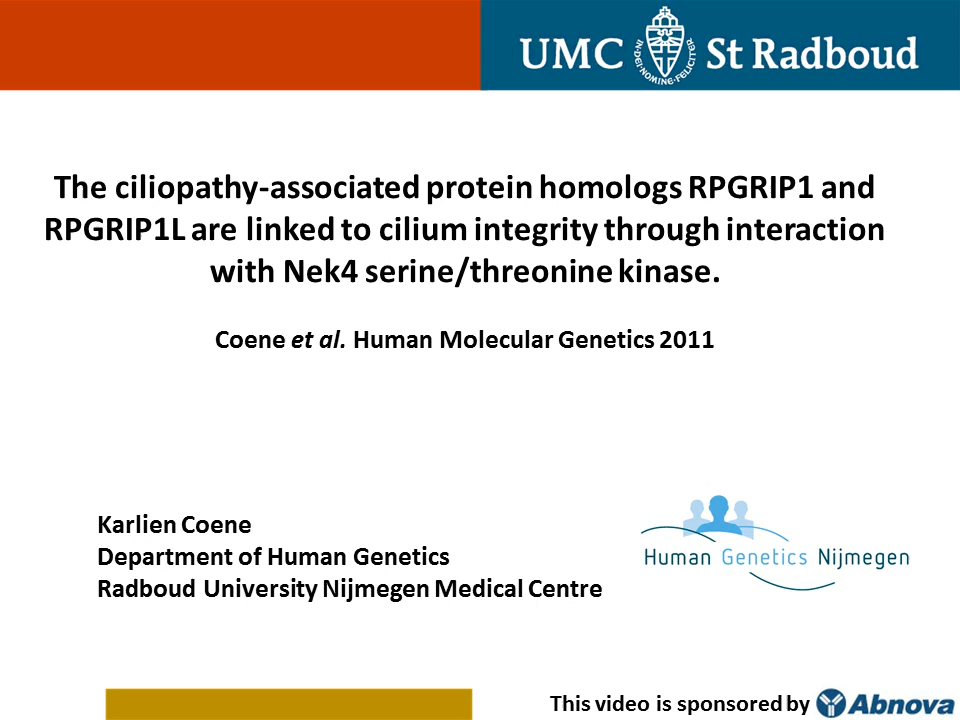 UMC St Radboud
IN·DEI·NOMINE·FELICITER
The ciliopathy-associated protein homologs RPGRIP1 and
RPGRIP1L are linked to cilium integrity through interaction
with Nek4 serine/threonine kinase.
Coene et al. Human Molecular Genetics 2011
Karlien Coene
Department of Human Genetics
Radboud University Nijmegen Medical Centre
Human Genetics Nijmegen
This video is sponsored by Abnova